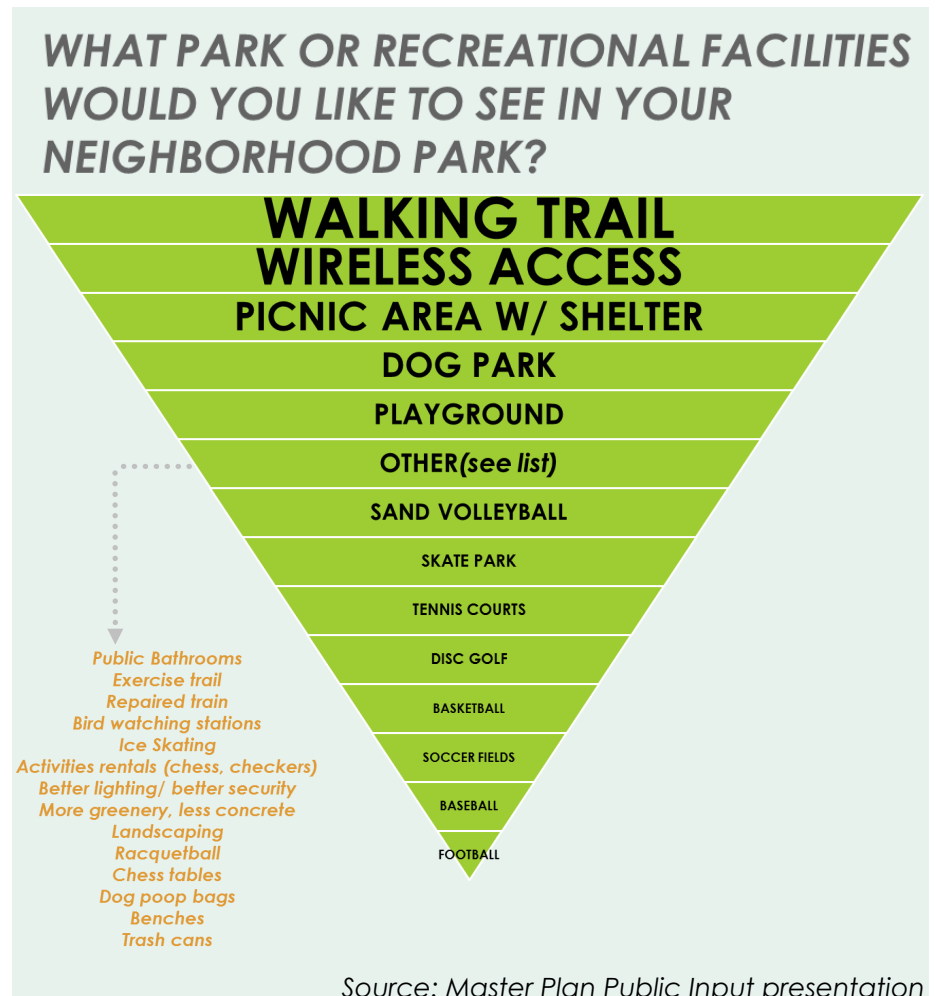 WHAT PARK OR RECREATIONAL FACILITIES
WOULD YOU LIKE TO SEE IN YOUR
NEIGHBORHOOD PARK?
WALKING TRAIL
WIRELESS ACCESS
PICNIC AREA W/ SHELTER
DOG PARK
PLAYGROUND
OTHER(see list)
SAND VOLLEYBALL
SKATE PARK
TENNIS COURTS
DISC GOLF
BASKETBALL
SOCCER FIELDS
BASEBALL
FOOTBALL
Public Bathrooms
Exercise trail
Repaired train
Bird watching stations
Ice Skating
Activities rentals (chess, checkers)
Better lighting/ better security
More greenery, less concrete
Landscaping
Racquetball
Chess tables
Dog poop bags
Benches
Trash cans
Source: Master Plan Public Input presentation